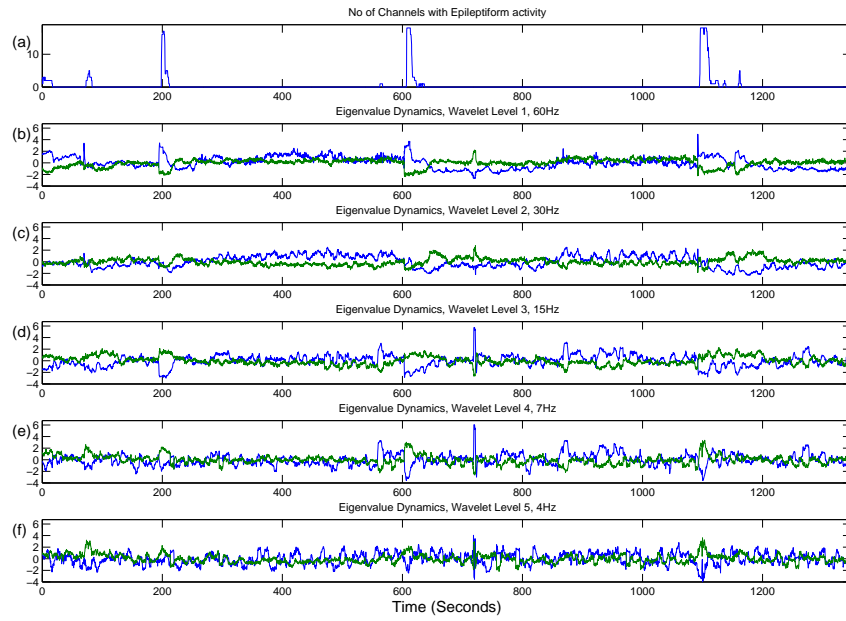 No of Channels with Epileptiform activity
(a)
10
0
0 200 400 600 800 1000 1200
Eigenvalue Dynamics, Wavelet Level 1, 60Hz
(b)
6
4
2
0
−2
−4
0 200 400 600 800 1000 1200
Eigenvalue Dynamics, Wavelet Level 2, 30Hz
(c)
6
4
2
0
−2
−4
0 200 400 600 800 1000 1200
Eigenvalue Dynamics, Wavelet Level 3, 15Hz
(d)
6
4
2
0
−2
−4
0 200 400 600 800 1000 1200
Eigenvalue Dynamics, Wavelet Level 4, 7Hz
(e)
6
4
2
0
−2
−4
0 200 400 600 800 1000 1200
Eigenvalue Dynamics, Wavelet Level 5, 4Hz
(f)
6
4
2
0
−2
−4
0 200 400 600 800 1000 1200
Time (Seconds)